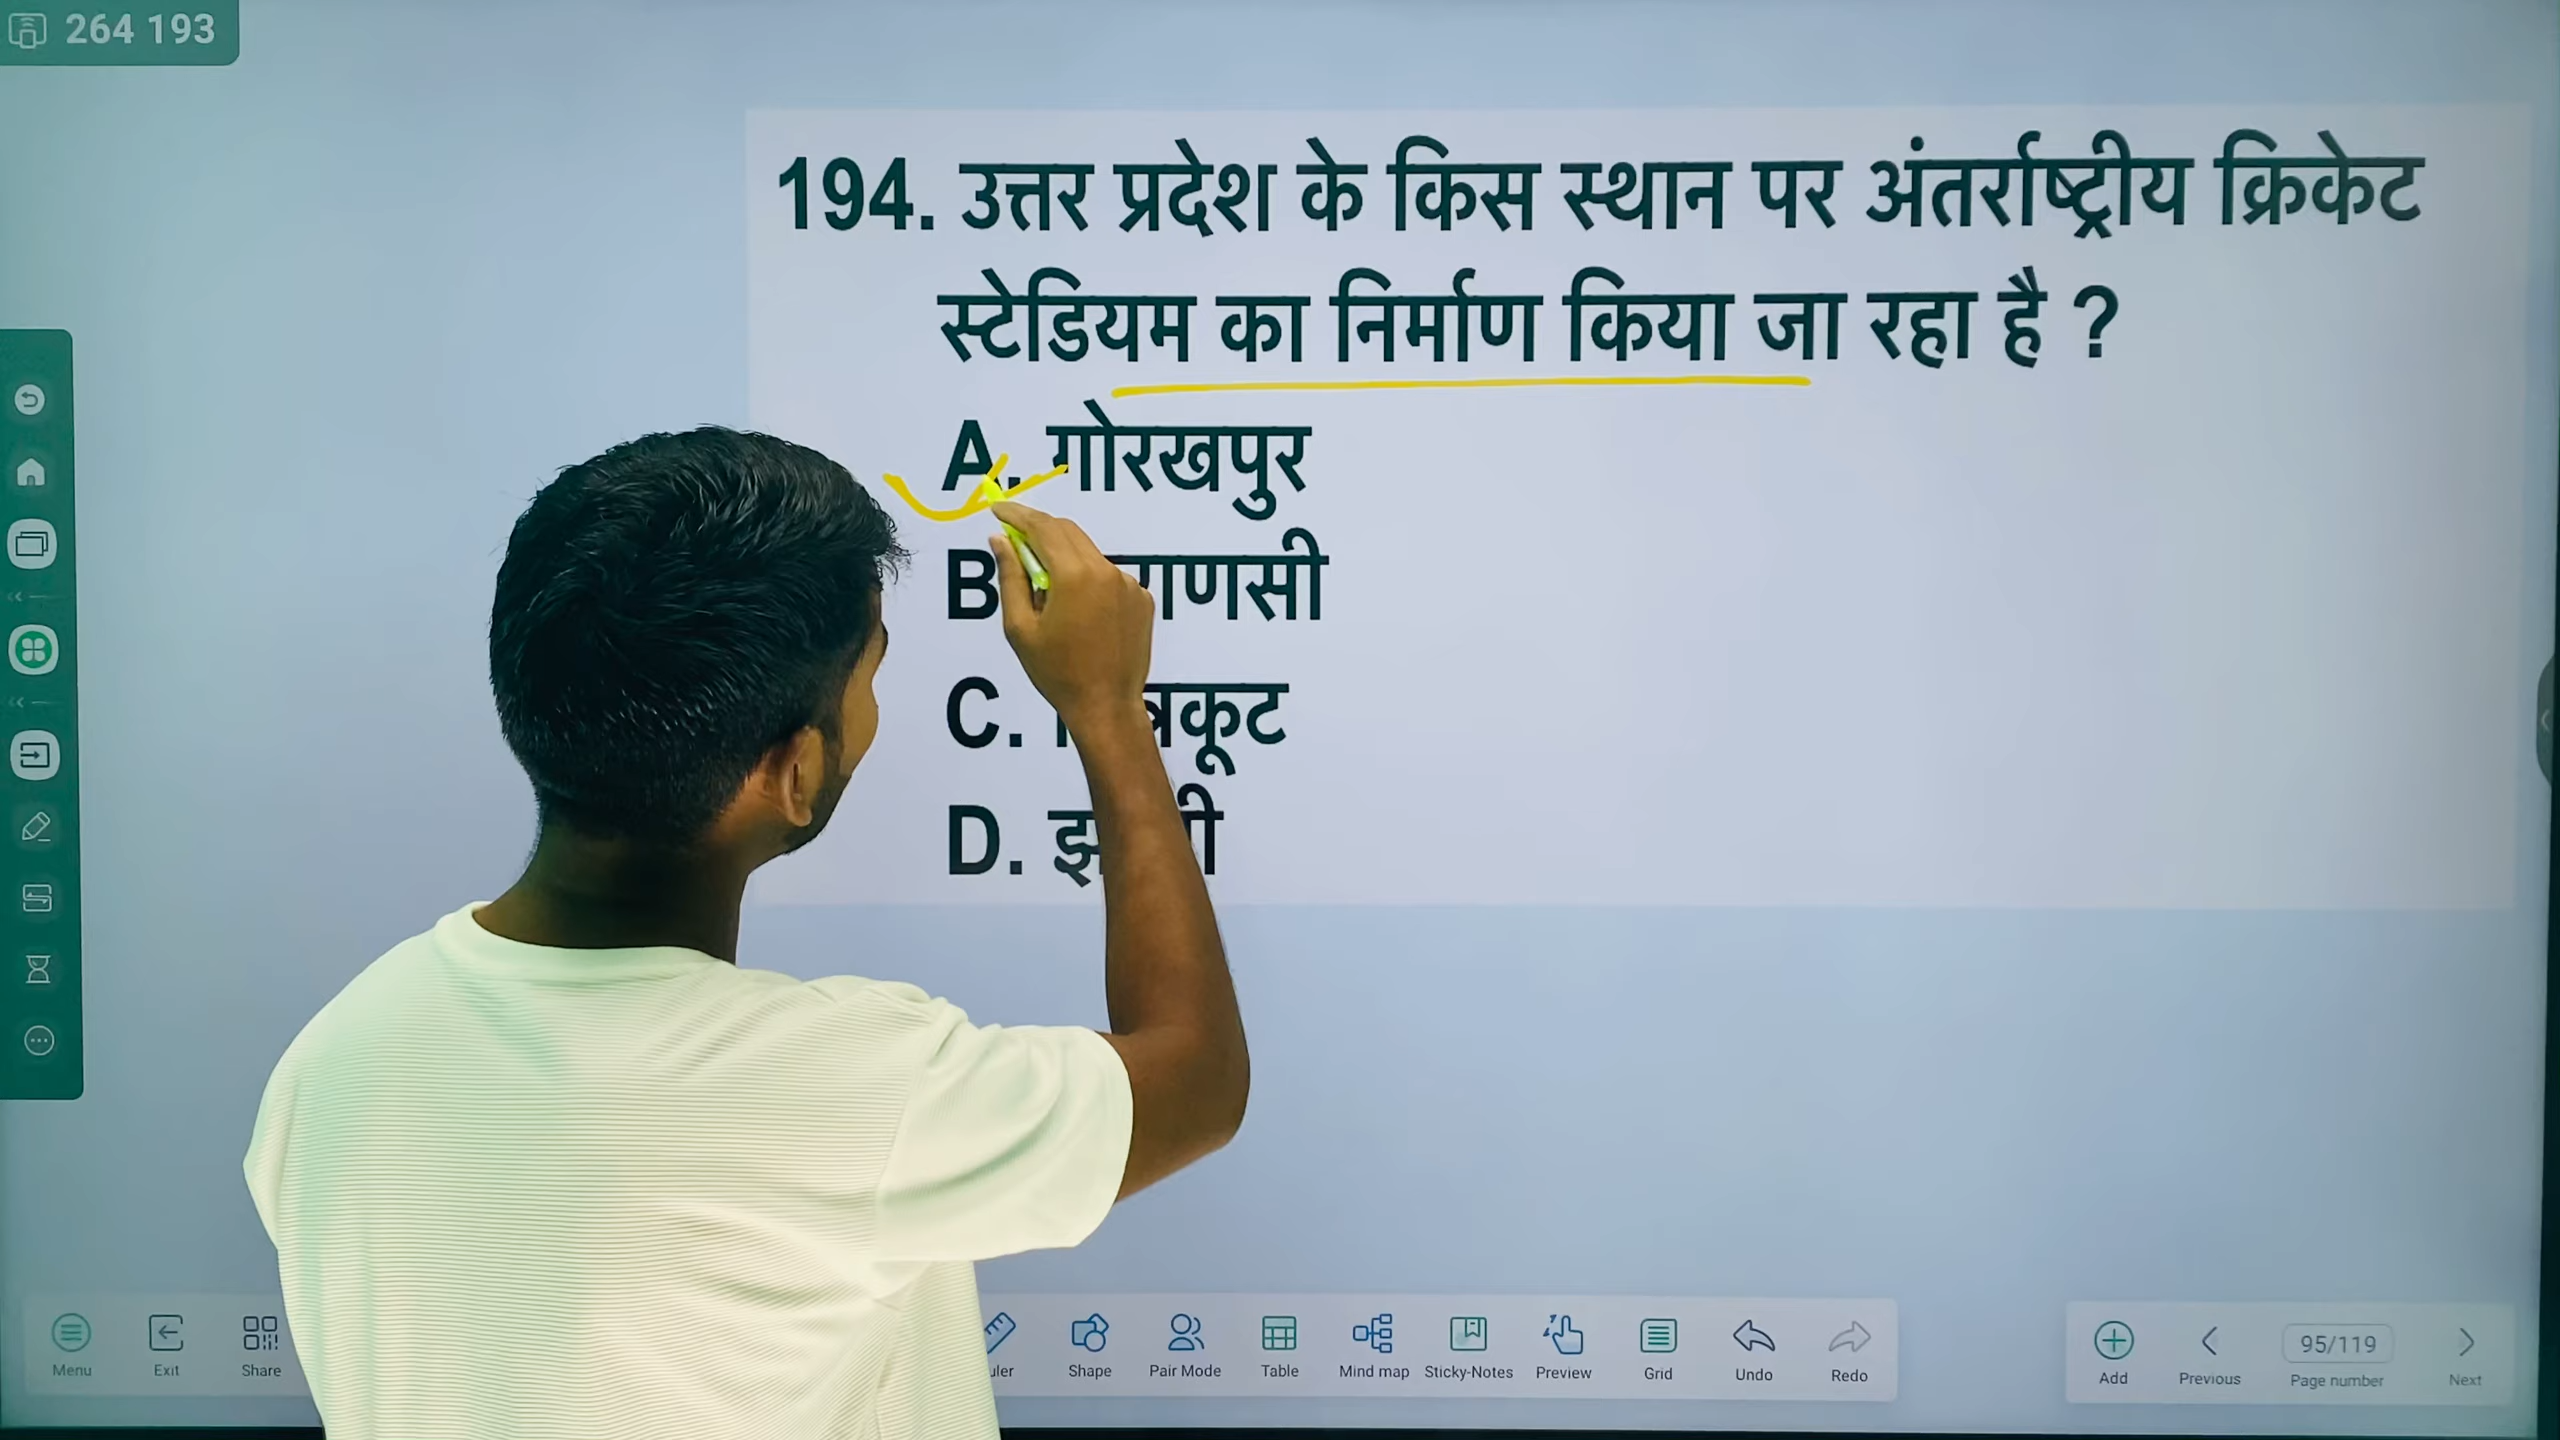 264 193
194. उत्तर प्रदेश के किस स्थान पर अंतर्राष्ट्रीय क्रिकेट
स्टेडियम का निर्माण किया जा रहा है ?
A. गोरखपुर
B
C.
D.
Menu
Exit
Share
Shape
Pair Mode
Table
Mind map
Sticky-Notes
Preview
Grid
Undo
Redo
Add
Previous
95/119
Page number
Next